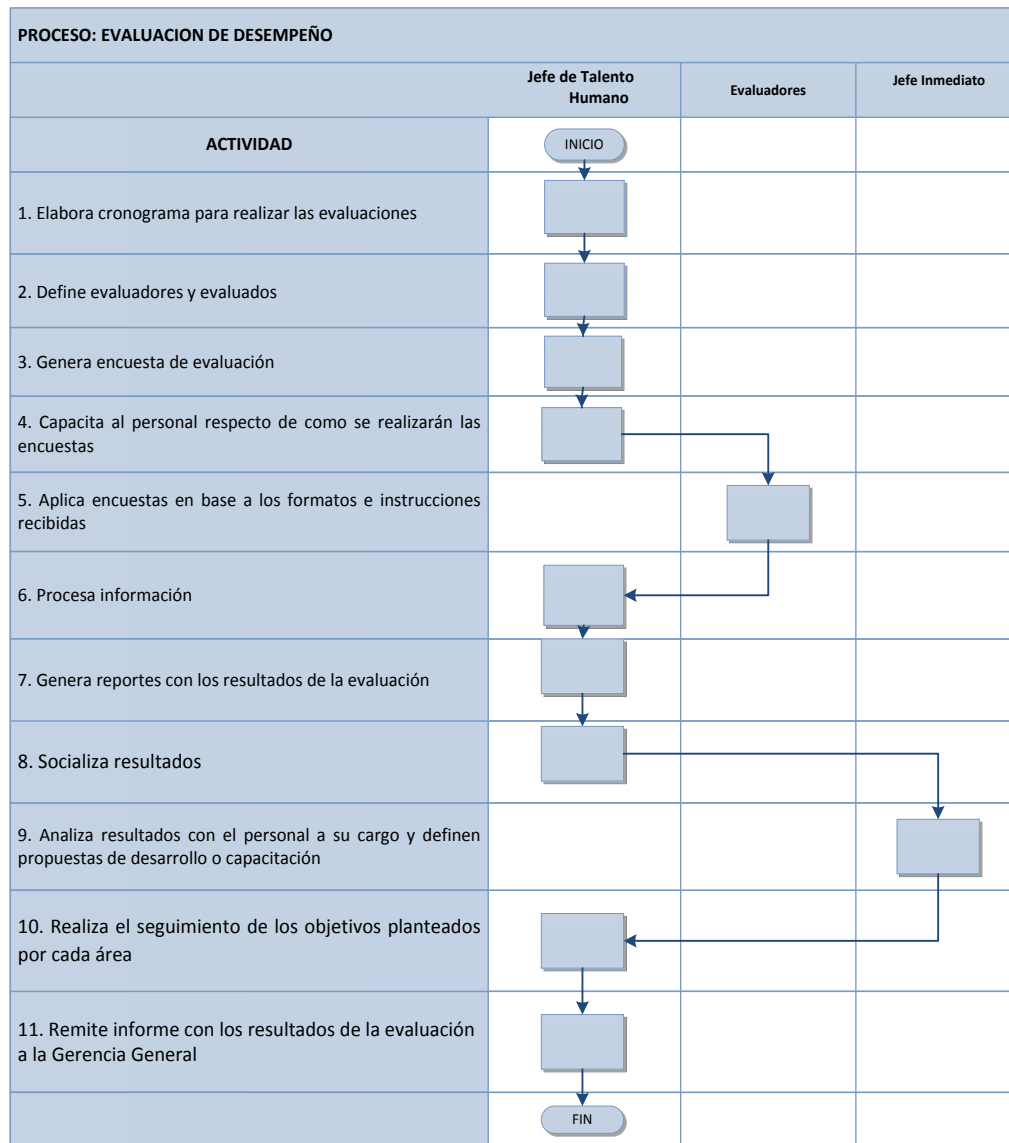 PROCESO: EVALUACION DE DESEMPEÑO
Jefe de Talento
Humano
Evaluadores
Jefe Inmediato
ACTIVIDAD
INICIO
1. Elabora cronograma para realizar las evaluaciones
2. Define evaluadores y evaluados
3. Genera encuesta de evaluación
4. Capacita al personal respecto de como se realizarán las
encuestas
5. Aplica encuestas en base a los formatos e instrucciones
recibidas
6. Procesa información
7. Genera reportes con los resultados de la evaluación
8. Socializa resultados
9. Analiza resultados con el personal a su cargo y definen
propuestas de desarrollo o capacitación
10. Realiza el seguimiento de los objetivos planteados
por cada área
11. Remite informe con los resultados de la evaluación
a la Gerencia General
FIN